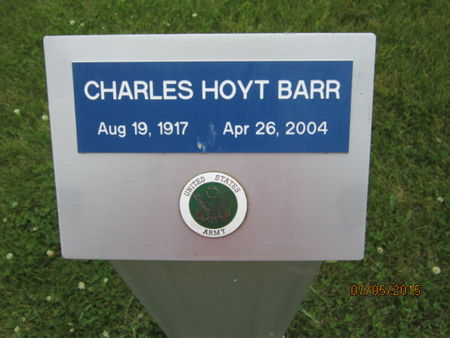 CHARLES HOYT BARR
Aug 19, 1917 Apr 26, 2004
UNITED STATES
ARMY
07/05/2015